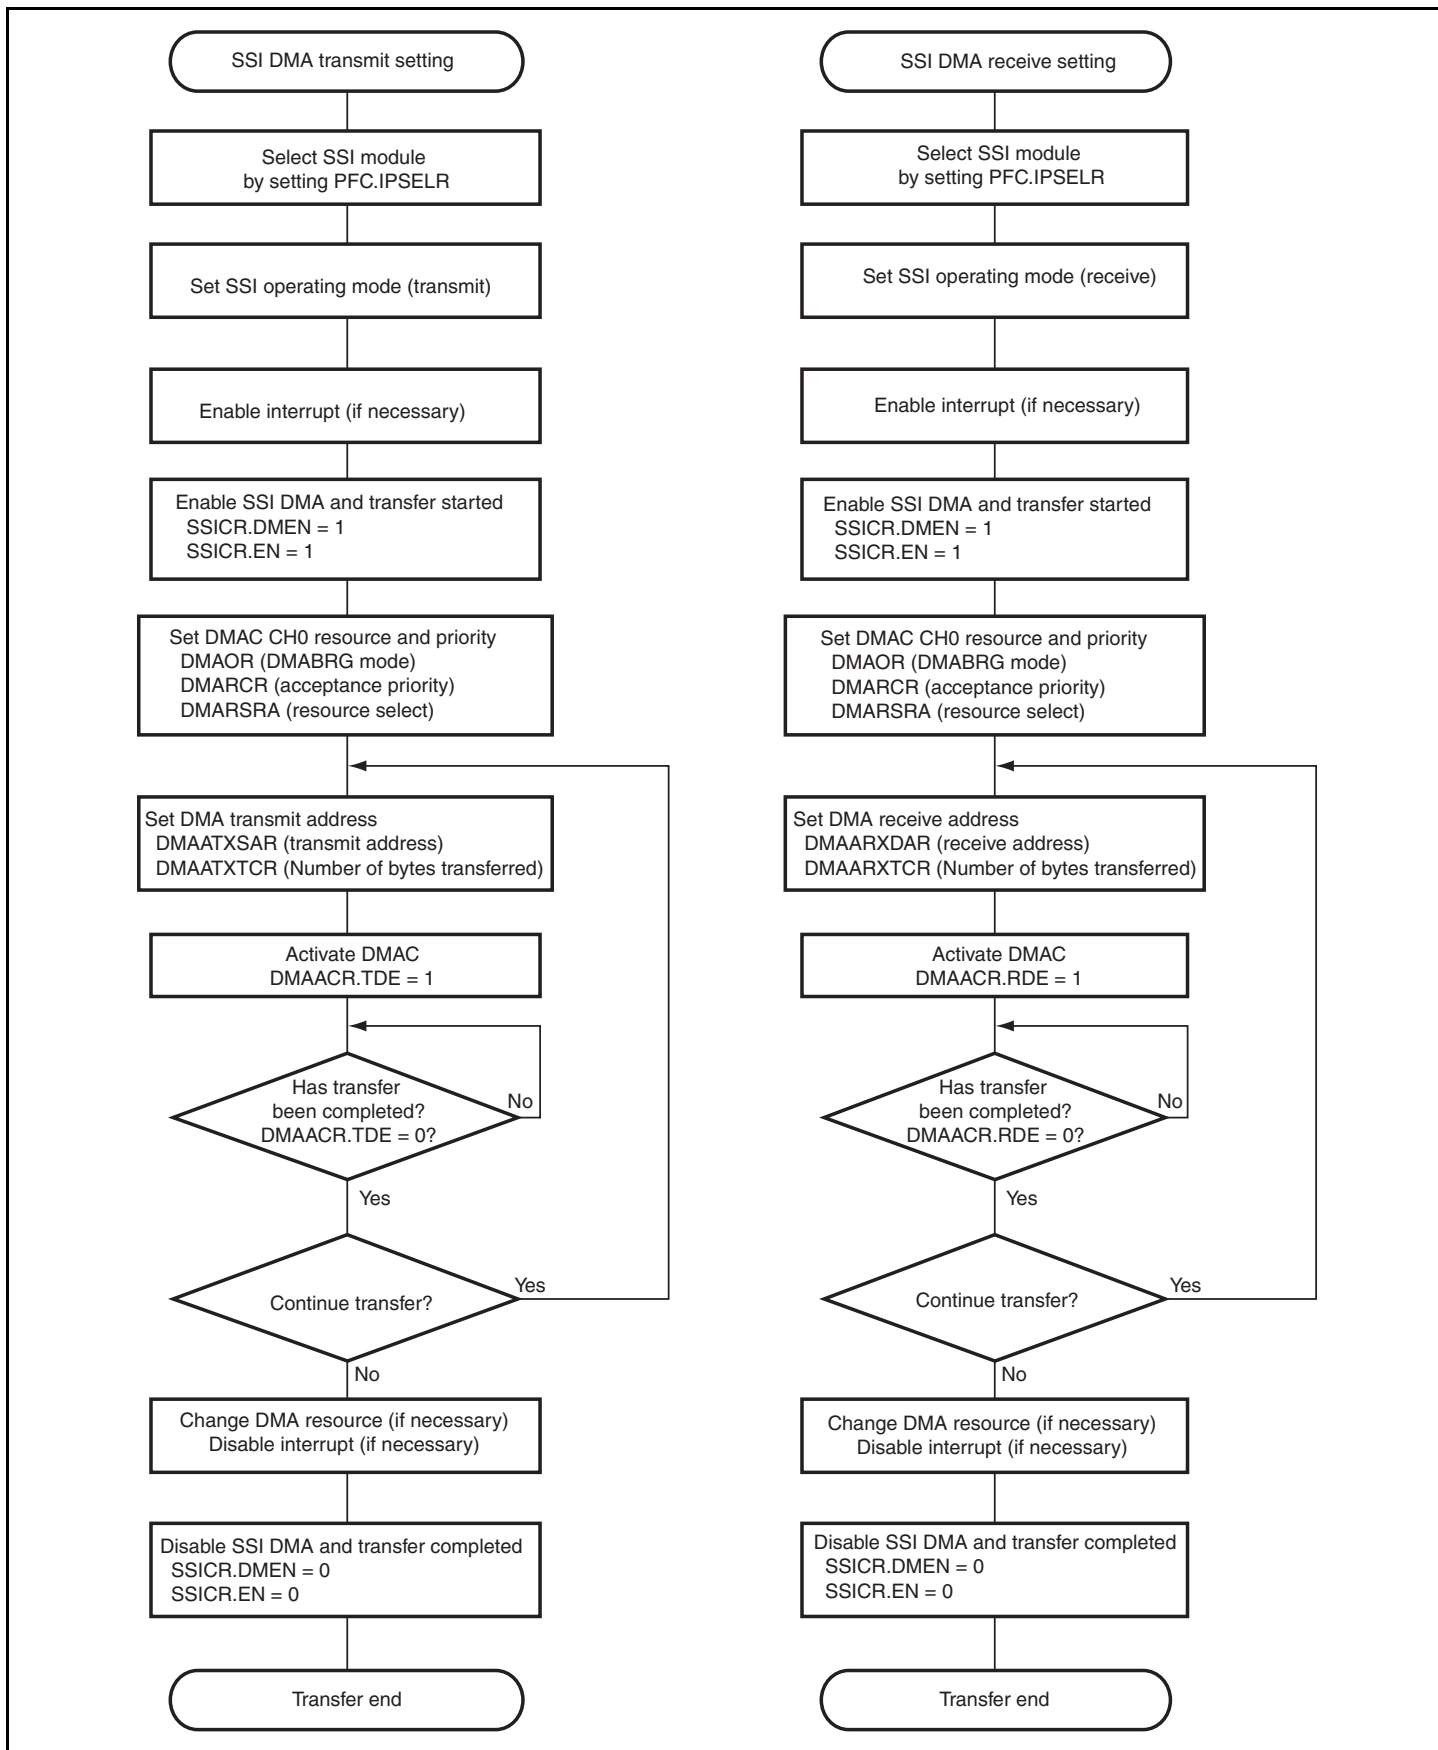 SSI DMA transmit setting
Select SSI module
by setting PFC.IPSELR
Set SSI operating mode (transmit)
Enable interrupt (if necessary)
Enable SSI DMA and transfer started
SSICR.DMEN = 1
SSICR.EN = 1
Set DMAC CH0 resource and priority
DMAOR (DMABRG mode)
DMARCR (acceptance priority)
DMARSRA (resource select)
Set DMA transmit address
DMAATXSAR (transmit address)
DMAATXTCR (Number of bytes transferred)
Activate DMAC
DMAACR.TDE = 1
Has transfer
been completed?
DMAACR.TDE = 0?
No
Yes
Continue transfer?
Yes
No
Change DMA resource (if necessary)
Disable interrupt (if necessary)
Disable SSI DMA and transfer completed
SSICR.DMEN = 0
SSICR.EN = 0
Transfer end
SSI DMA receive setting
Select SSI module
by setting PFC.IPSELR
Set SSI operating mode (receive)
Enable interrupt (if necessary)
Enable SSI DMA and transfer started
SSICR.DMEN = 1
SSICR.EN = 1
Set DMAC CH0 resource and priority
DMAOR (DMABRG mode)
DMARCR (acceptance priority)
DMARSRA (resource select)
Set DMA receive address
DMAARXDAR (receive address)
DMAARXTCR (Number of bytes transferred)
Activate DMAC
DMAACR.RDE = 1
Has transfer
been completed?
DMAACR.RDE = 0?
No
Yes
Continue transfer?
Yes
No
Change DMA resource (if necessary)
Disable interrupt (if necessary)
Disable SSI DMA and transfer completed
SSICR.DMEN = 0
SSICR.EN = 0
Transfer end